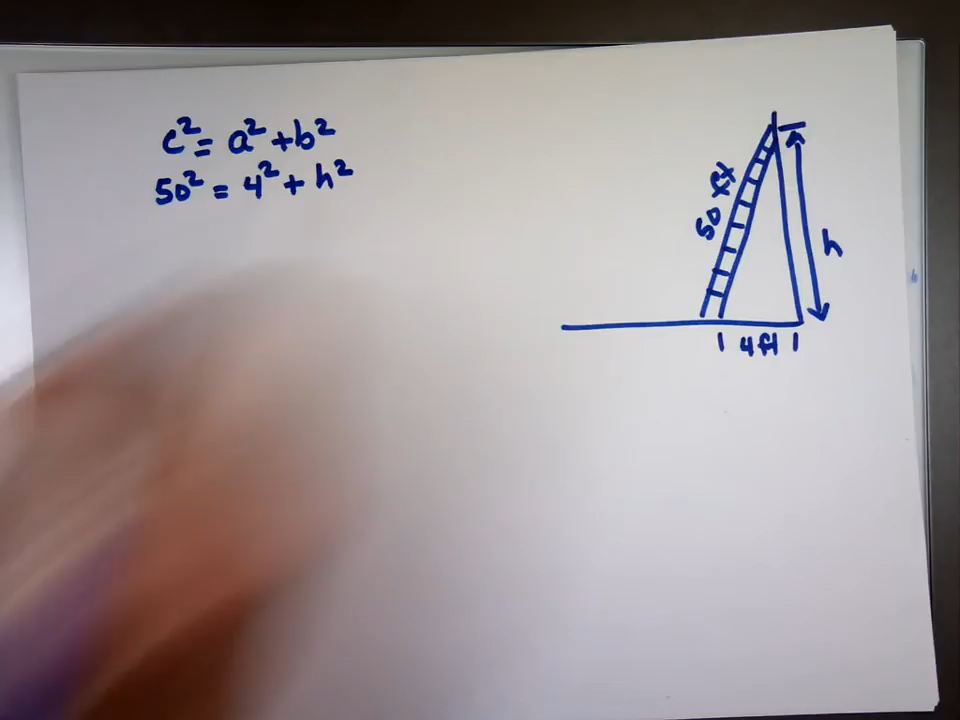 c² = a² + b²
50² = 4² + h²
50 ft
h
4 ft